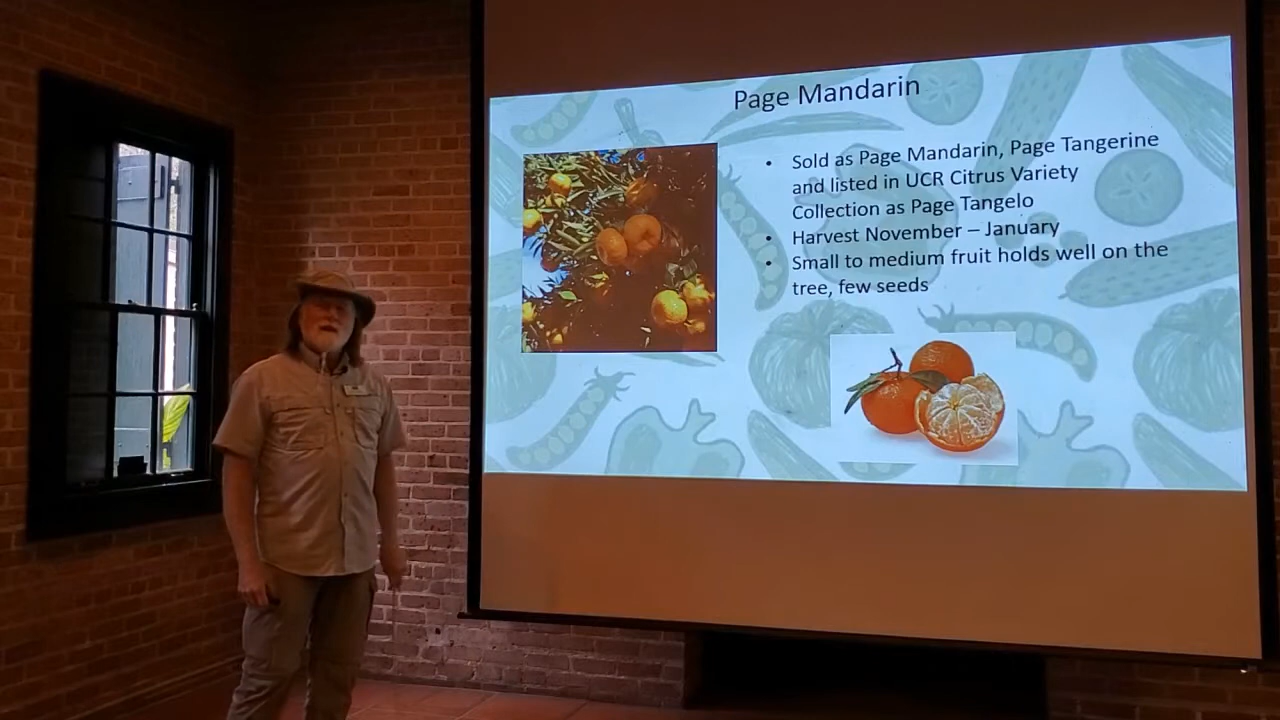 Page Mandarin
• Sold as Page Mandarin, Page Tangerine
and listed in UCR Citrus Variety
Collection as Page Tangelo
• Harvest November – January
• Small to medium fruit holds well on the
tree, few seeds